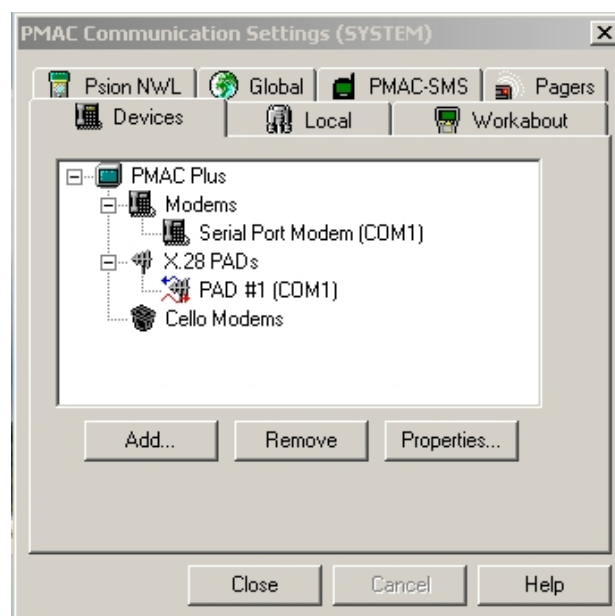 PMAC Communication Settings (SYSTEM)
Psion NWL Global PMAC-SMS Pagers
Devices Local Workabout
PMAC Plus
Modems
Serial Port Modem (COM1)
X.28 PADs
PAD #1 (COM1)
Cello Modems
Add... Remove Properties...
Close Cancel Help